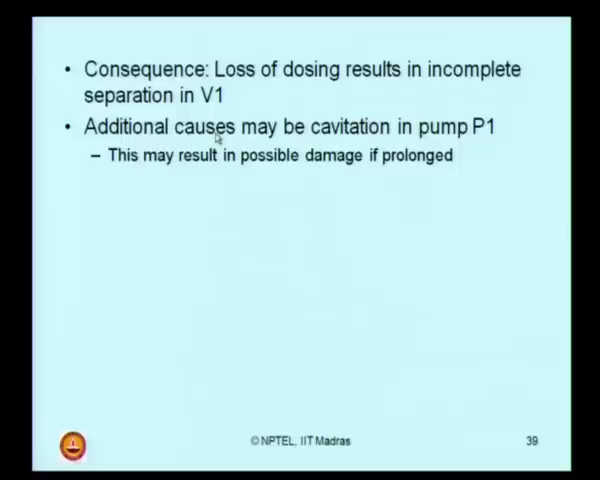 • Consequence: Loss of dosing results in incomplete
separation in V1
• Additional causes may be cavitation in pump P1
– This may result in possible damage if prolonged
© NPTEL, IIT Madras
39